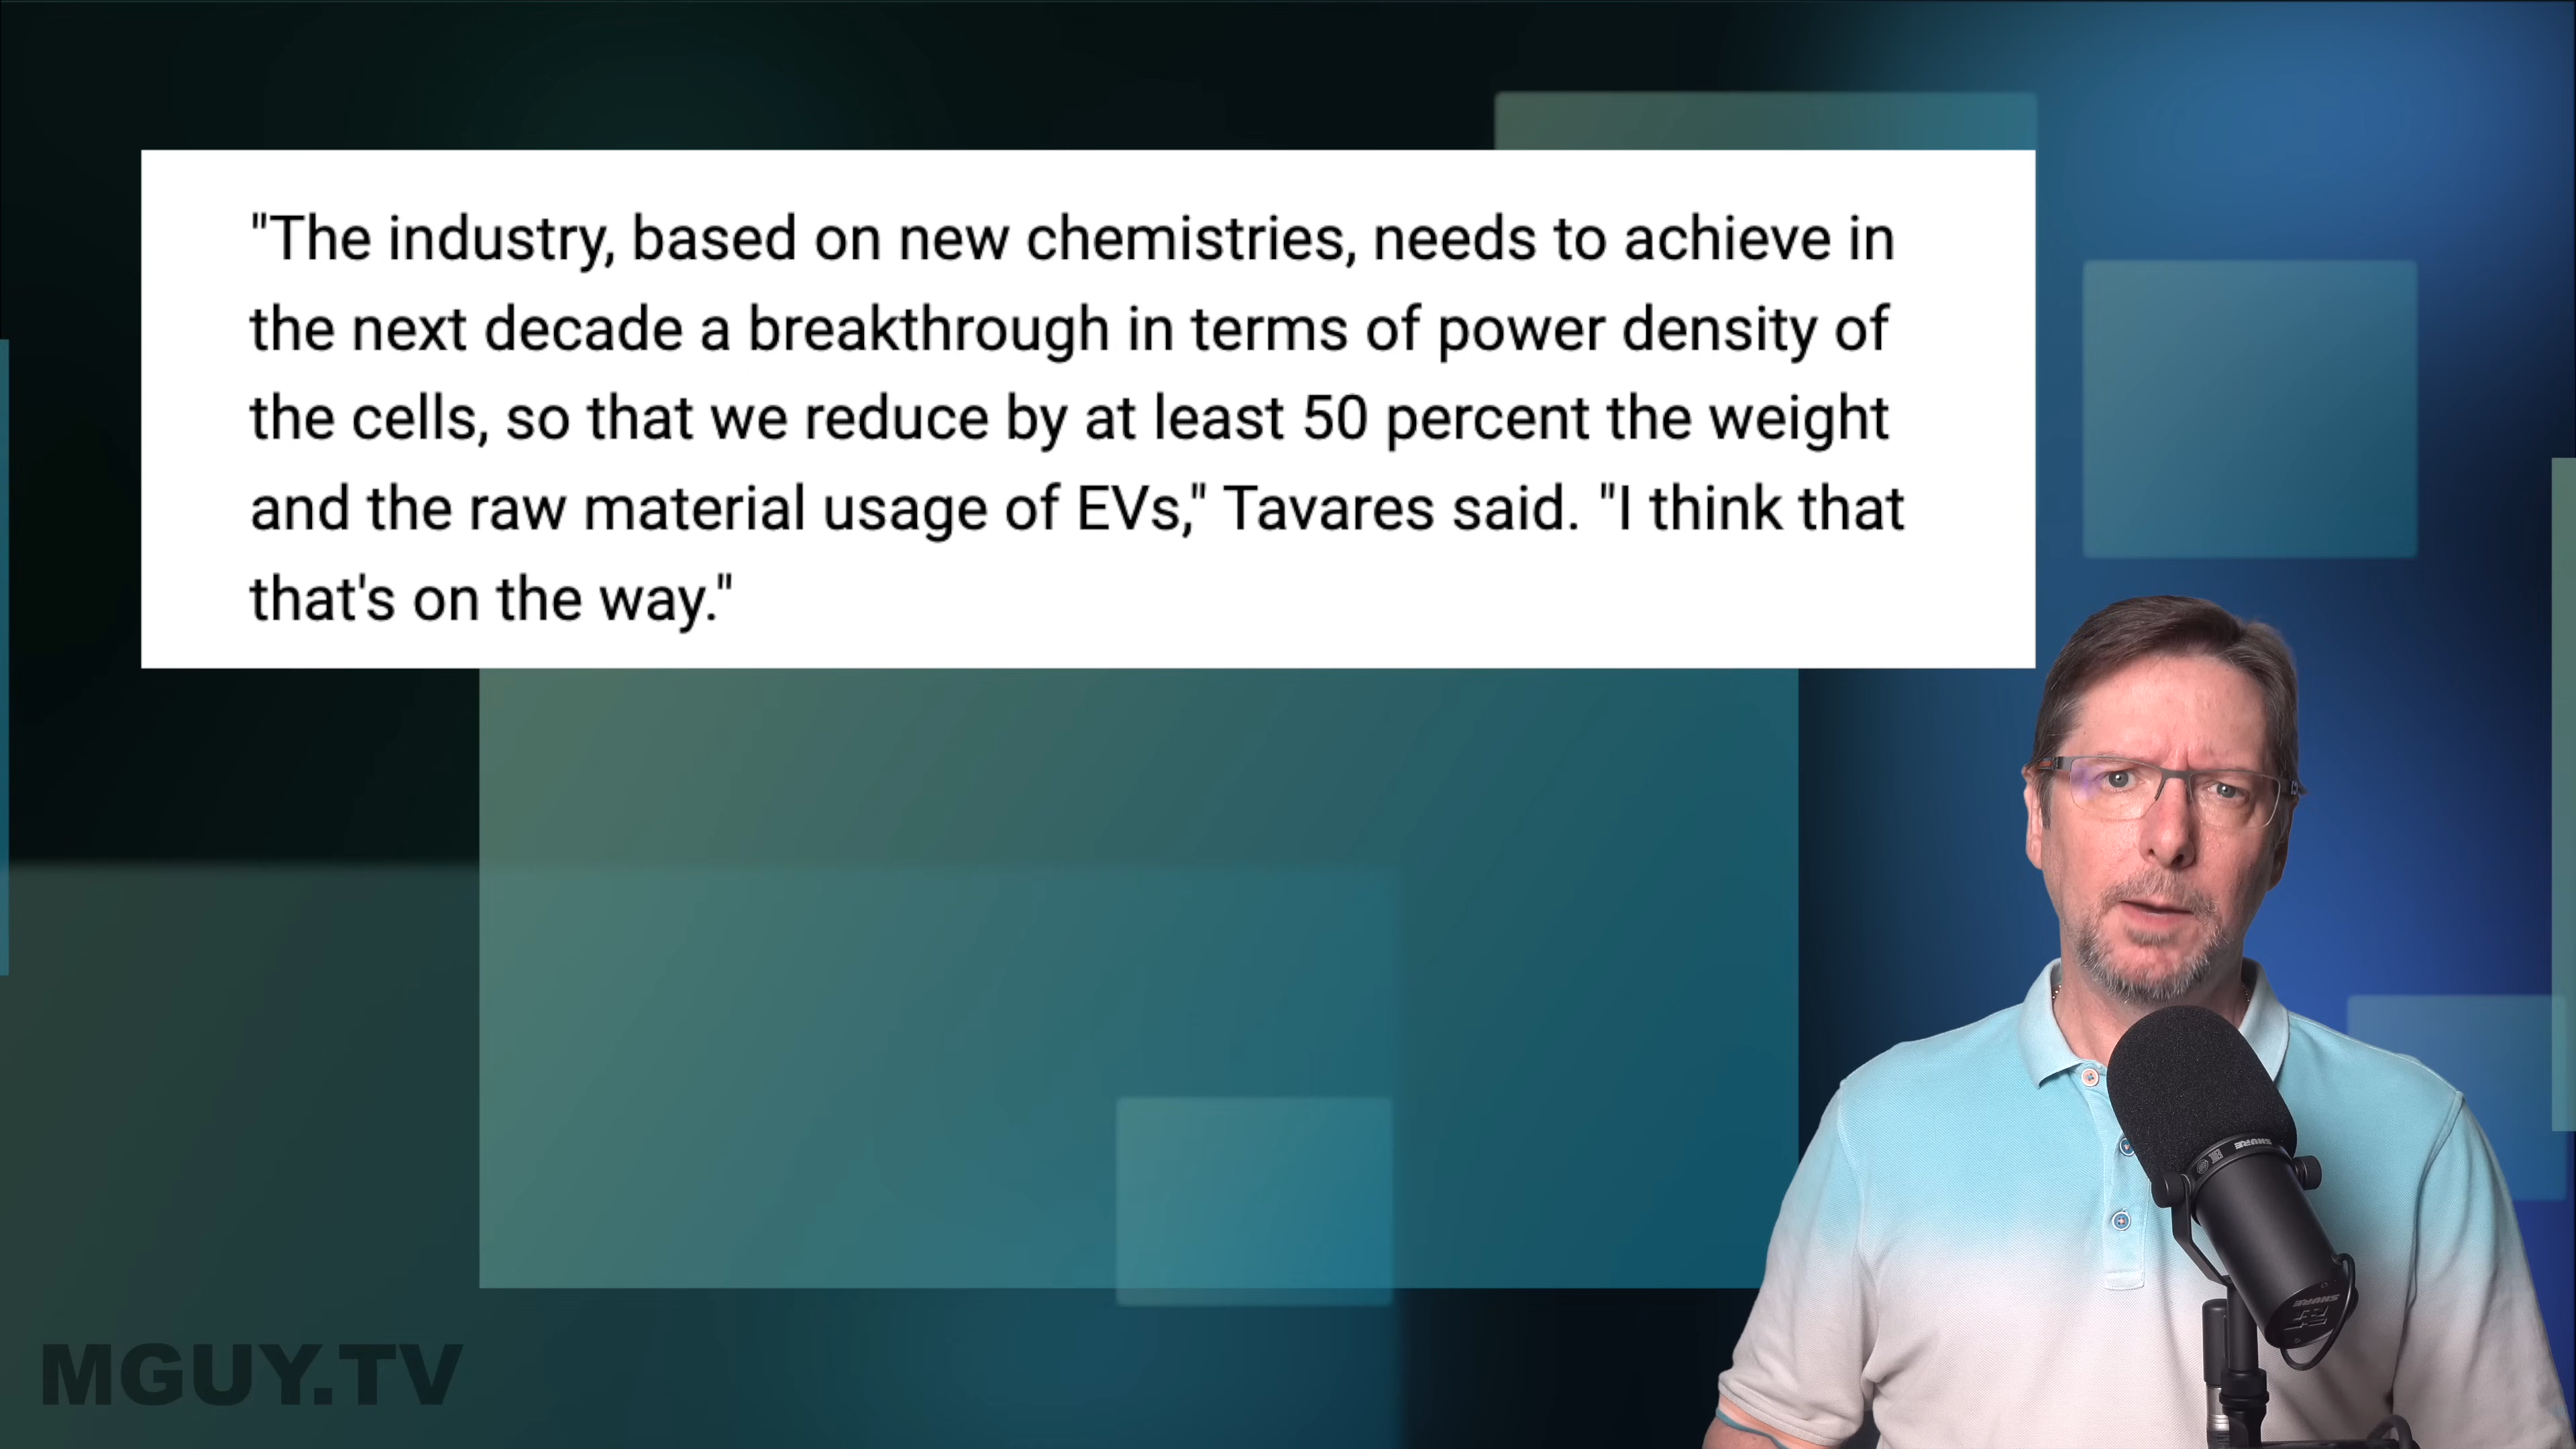 "The industry, based on new chemistries, needs to achieve in
the next decade a breakthrough in terms of power density of
the cells, so that we reduce by at least 50 percent the weight
and the raw material usage of EVs," Tavares said. "I think that
that's on the way."
SHURE
SHURE
MGUY.TV